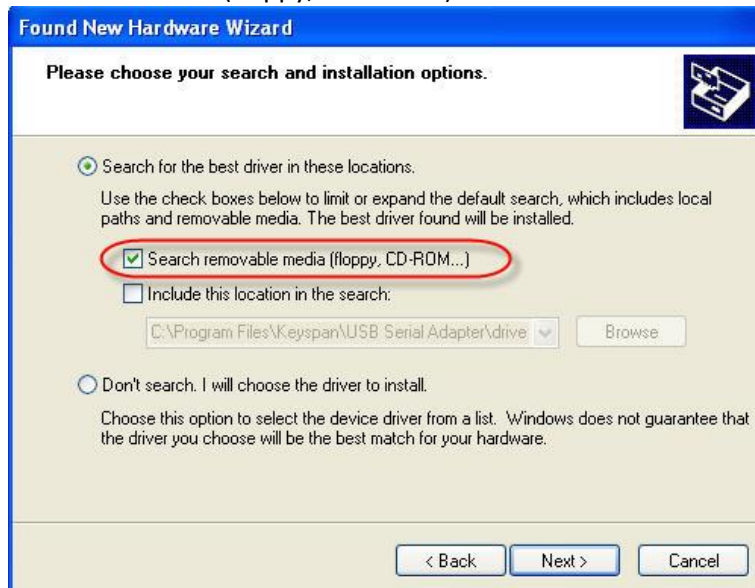 Found New Hardware Wizard
Please choose your search and installation options.
Search for the best driver in these locations.
Use the check boxes below to limit or expand the default search, which includes local
paths and removable media. The best driver found will be installed.
Search removable media (floppy, CD-ROM...)
Include this location in the search:
C:\Program Files\Keyspan\USB Serial Adapter\drive
Browse
Don't search. I will choose the driver to install.
Choose this option to select the device driver from a list. Windows does not guarantee that
the driver you choose will be the best match for your hardware.
< Back Next > Cancel